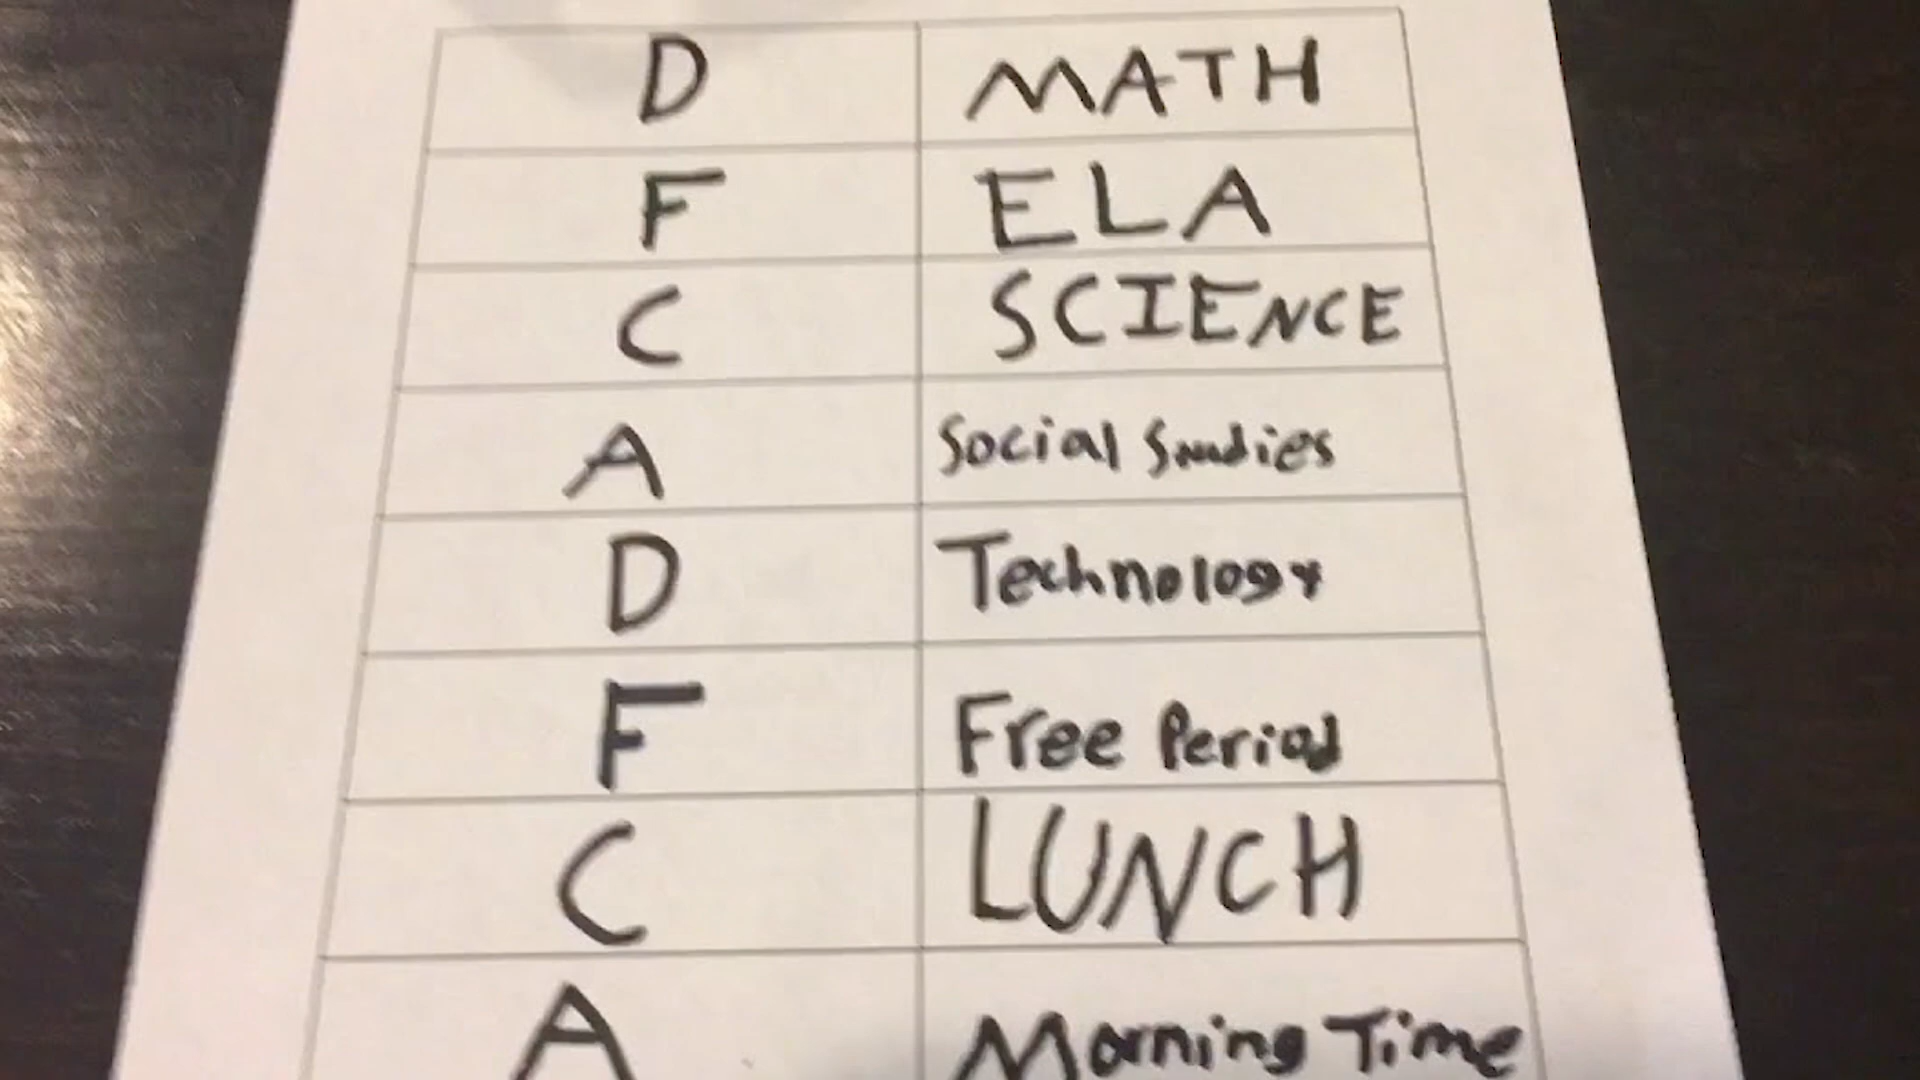 D MATH
F ELA
C SCIENCE
A Social Studies
D Technology
F Free Period
C LUNCH
A Morning Time